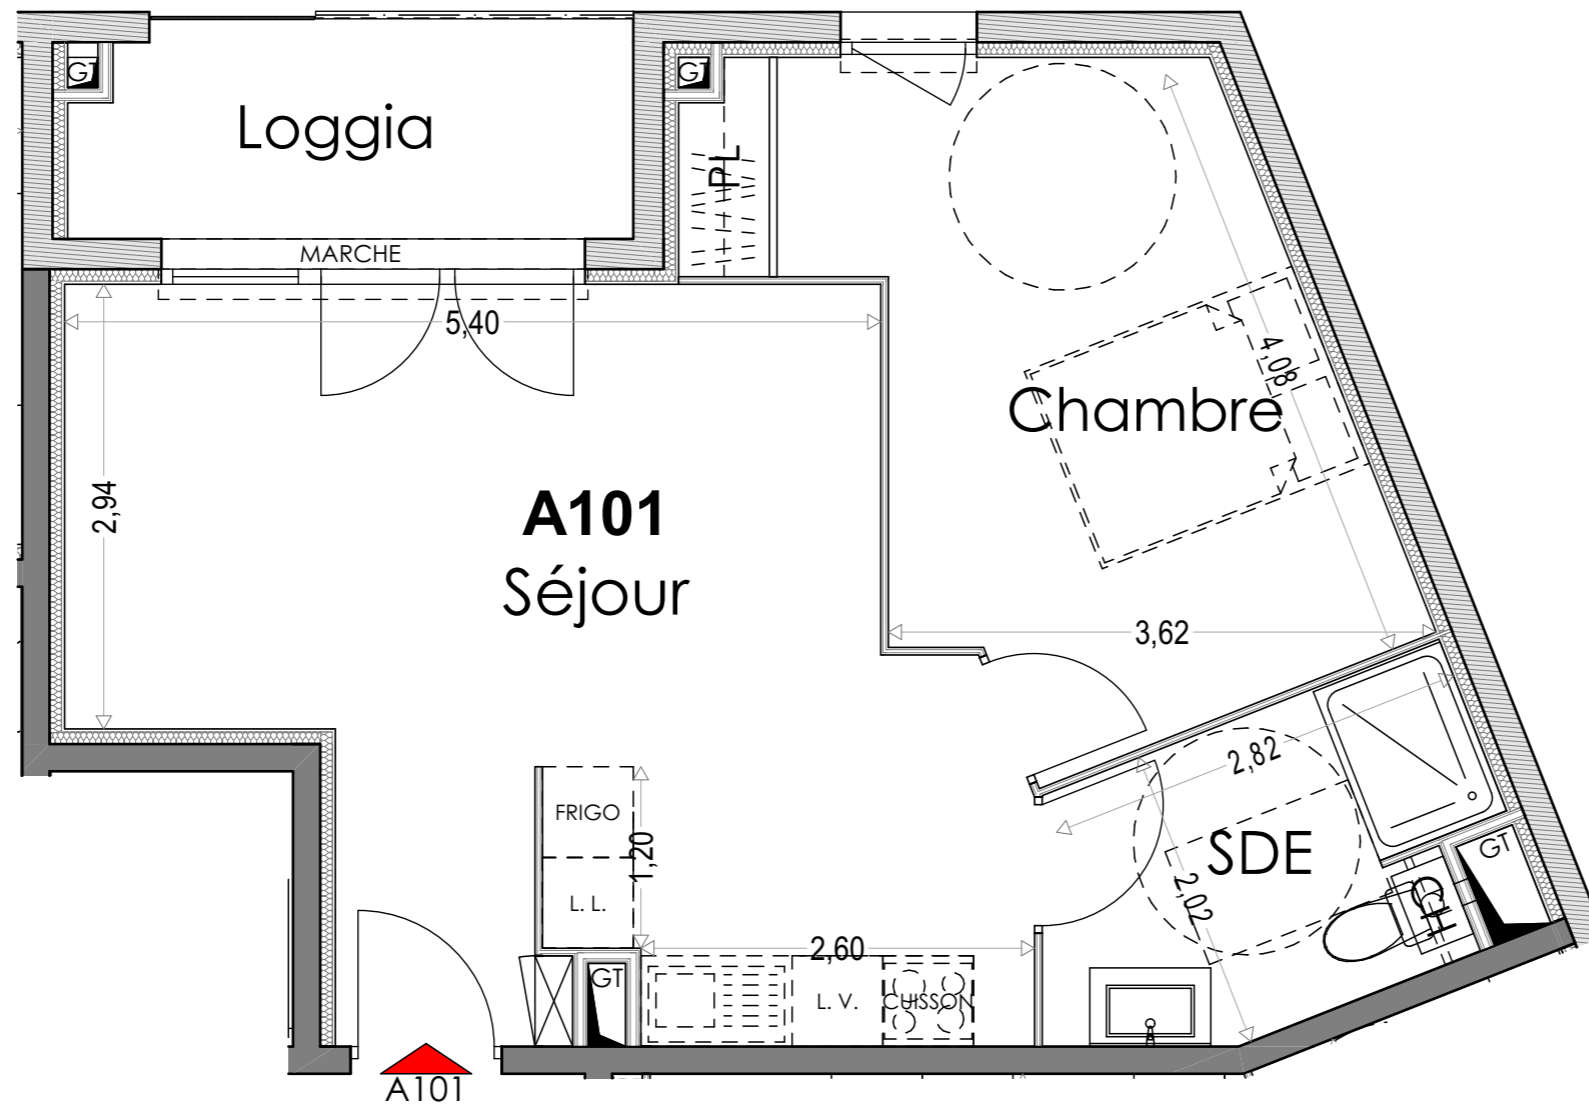 GT
GT
Loggia
PL
MARCHE
5,40
4,08
Chambre
2,94
A101
Séjour
3,62
2,82
FRIGO
1,20
SDE
GT
L. L.
2,02
HCP
2,60
GT
L. V.
CUISSON
A101